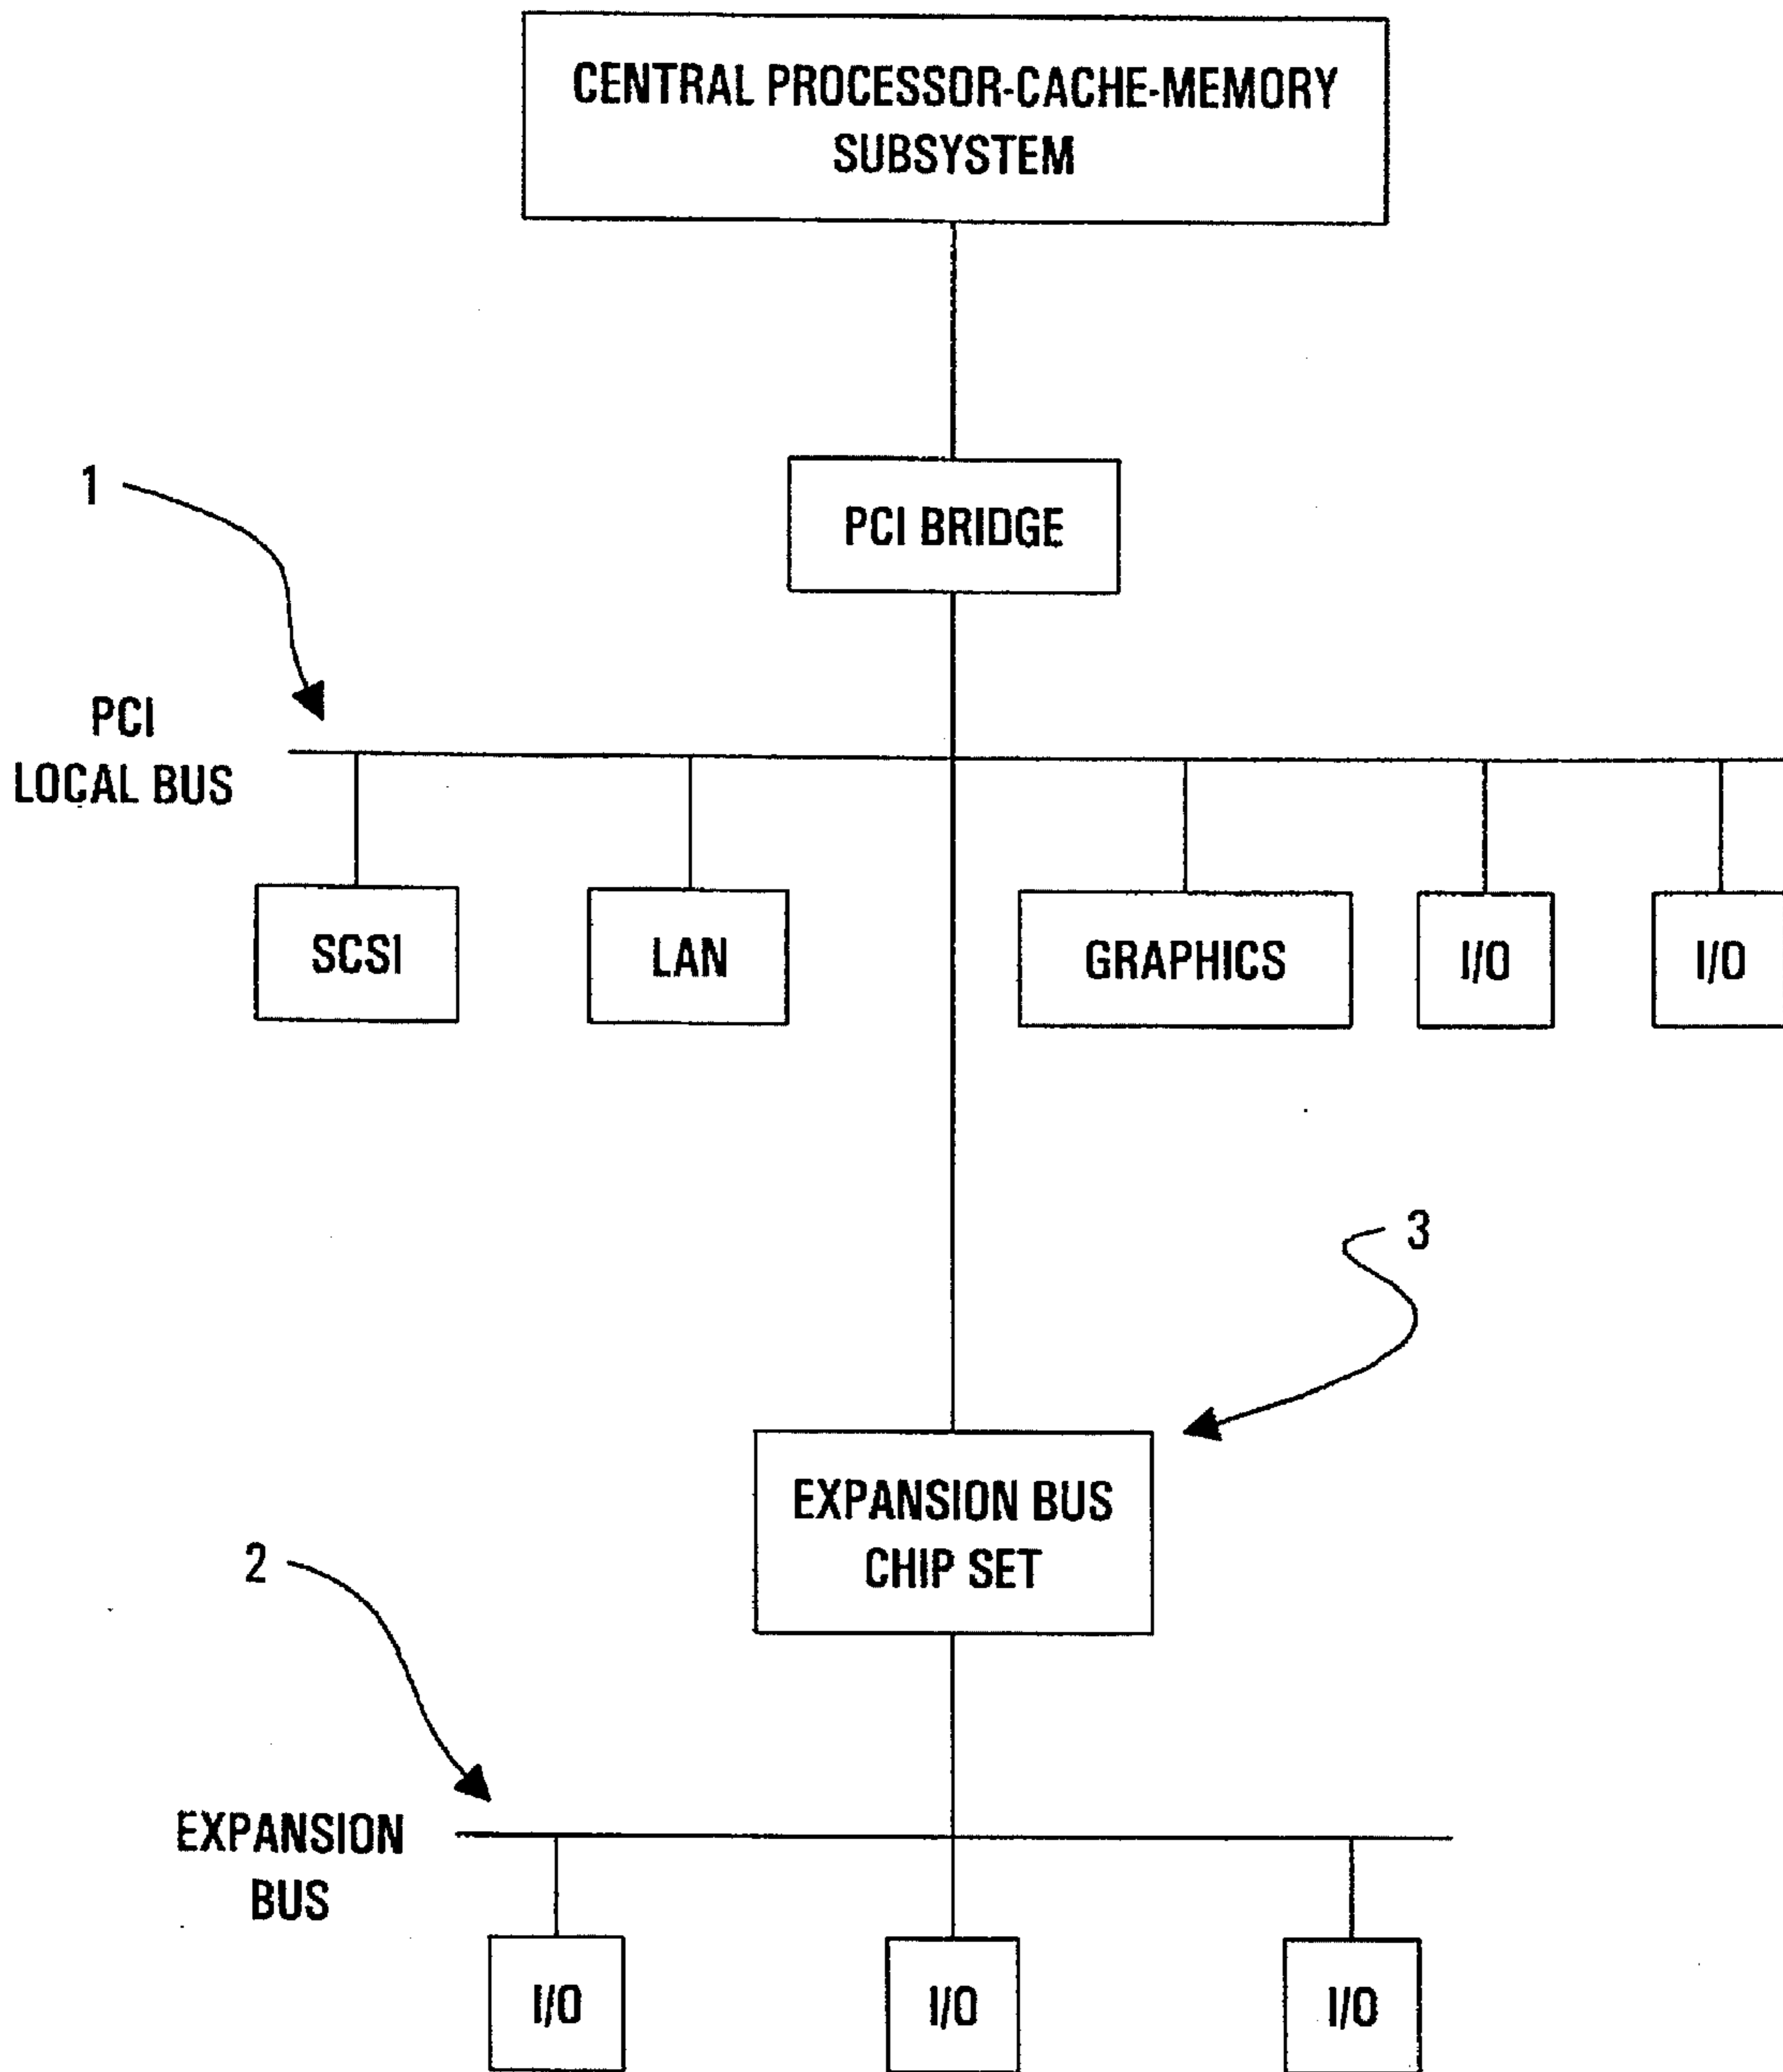 CENTRAL PROCESSOR-CACHE-MEMORY
SUBSYSTEM
PCI BRIDGE
1
PCI
LOCAL BUS
SCSI
LAN
GRAPHICS
I/O
I/O
3
EXPANSION BUS
CHIP SET
2
EXPANSION
BUS
I/O
I/O
I/O